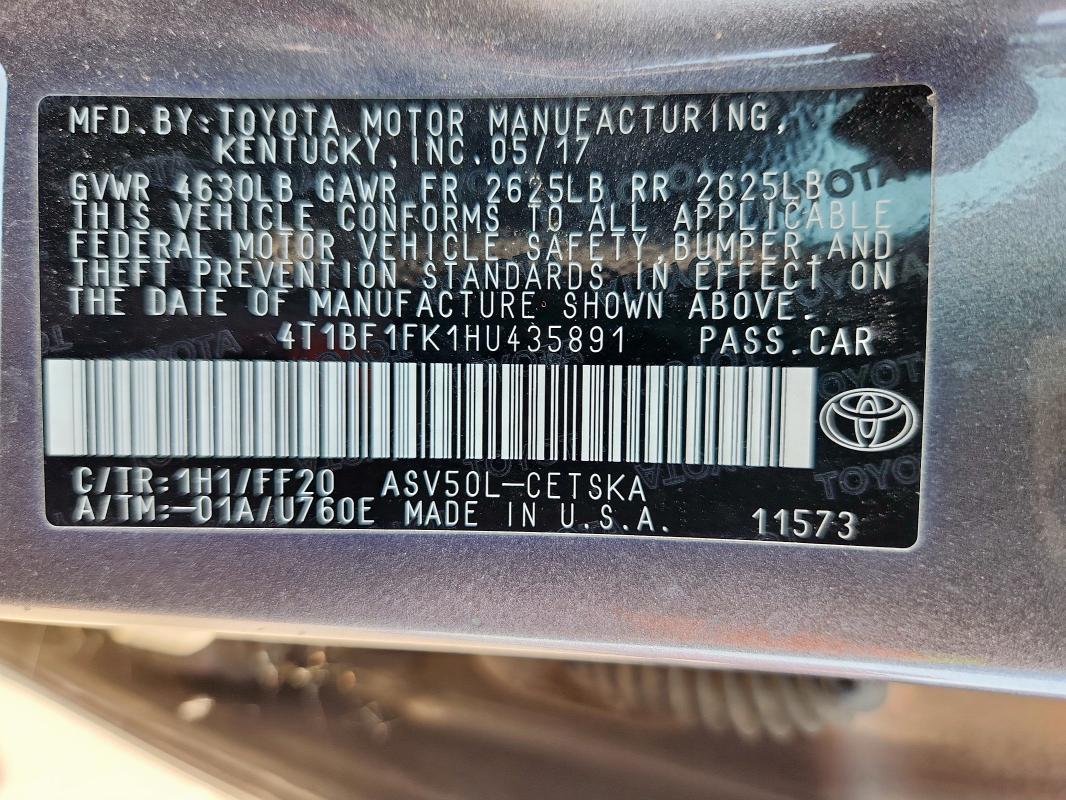 MFD.BY:TOYOTA MOTOR MANUFACTURING,
KENTUCKY,INC.05/17
GVWR 4630LB GAWR FR 2625LB RR 2625LB
THIS VEHICLE CONFORMS TO ALL APPLICABLE
FEDERAL MOTOR VEHICLE SAFETY,BUMPER,AND
THEFT PREVENTION STANDARDS IN EFFECT ON
THE DATE OF MANUFACTURE SHOWN ABOVE.
4T1BF1FK1HU435891 PASS.CAR
C/TR:1H1/FF20 ASV50L-CETSKA
A/TM:-01A/U760E MADE IN U.S.A. 11573